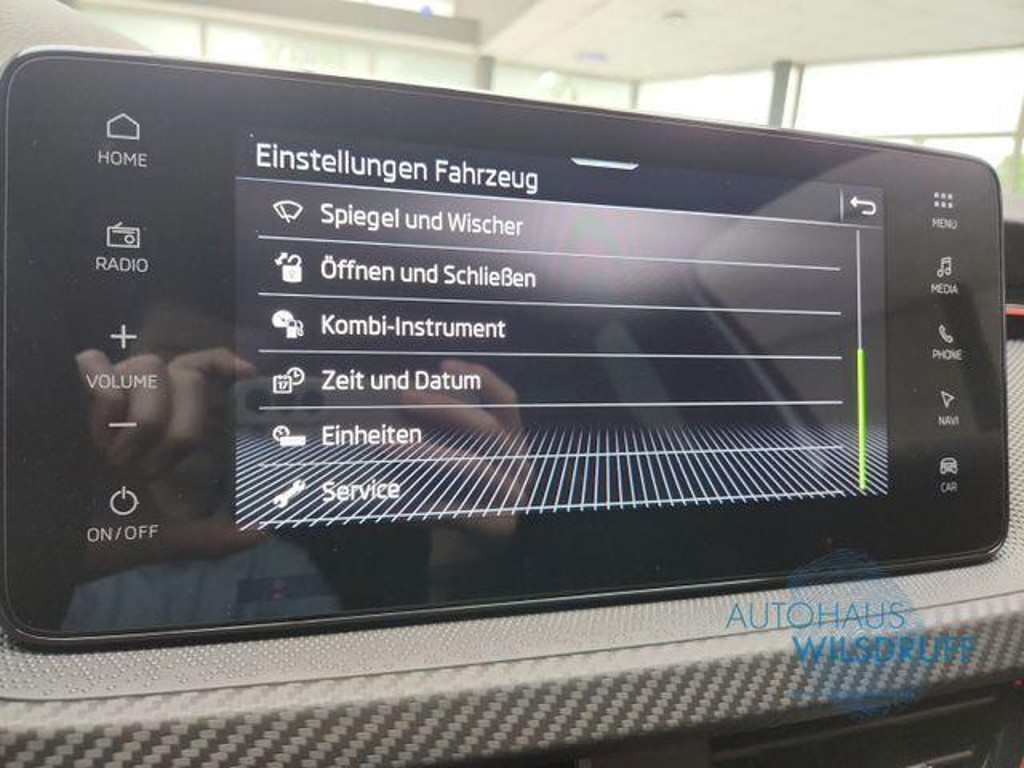 HOME
RADIO
VOLUME
ON/OFF
Einstellungen Fahrzeug
Spiegel und Wischer
Öffnen und Schließen
Kombi-Instrument
17
Zeit und Datum
Einheiten
Service
MENU
MEDIA
PHONE
NAVI
CAR
AUTOHAUS
WILSDRUFF